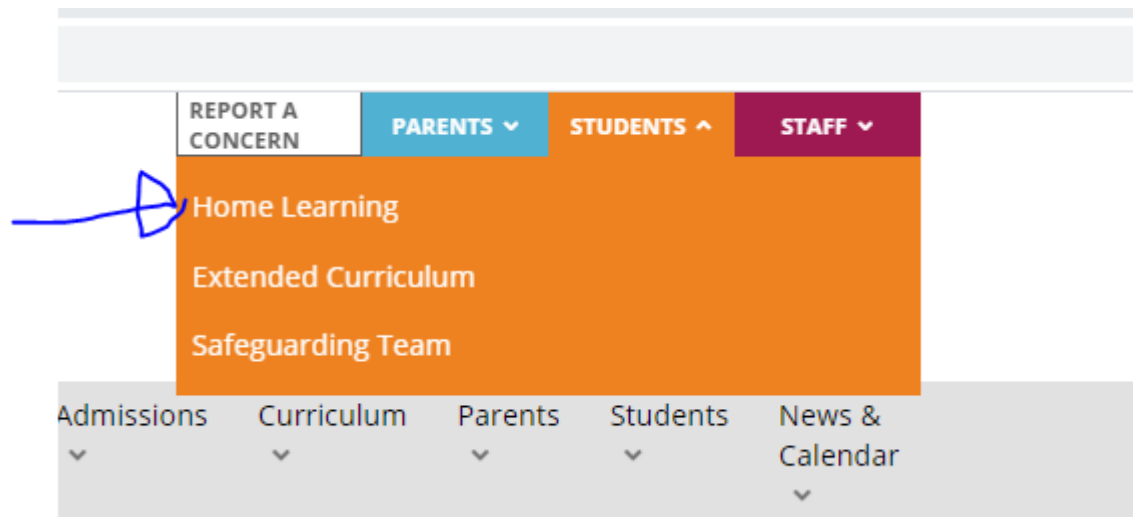 REPORT A
CONCERN
PARENTS
STUDENTS
STAFF
Home Learning
Extended Curriculum
Safeguarding Team
Admissions
Curriculum
Parents
Students
News &
Calendar